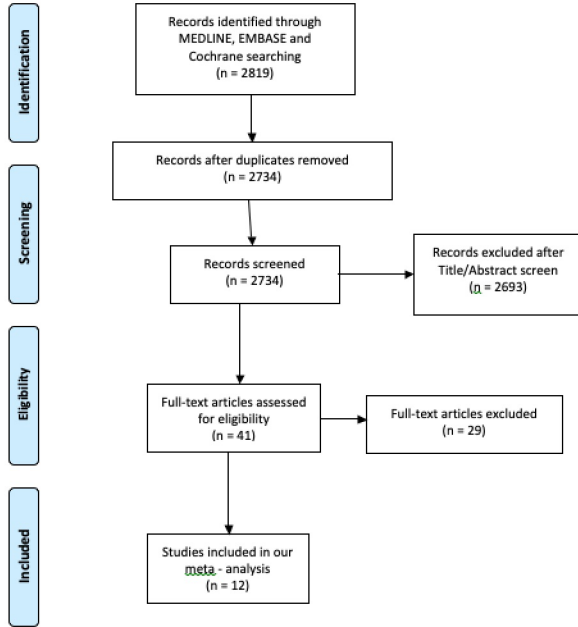 Identification
Records identified through
MEDLINE, EMBASE and
Cochrane searching
(n = 2819)
Records after duplicates removed
(n = 2734)
Screening
Records screened
(n = 2734)
Records excluded after
Title/Abstract screen
(n = 2693)
Eligibility
Full-text articles assessed
for eligibility
(n = 41)
Full-text articles excluded
(n = 29)
Included
Studies included in our
meta - analysis
(n = 12)